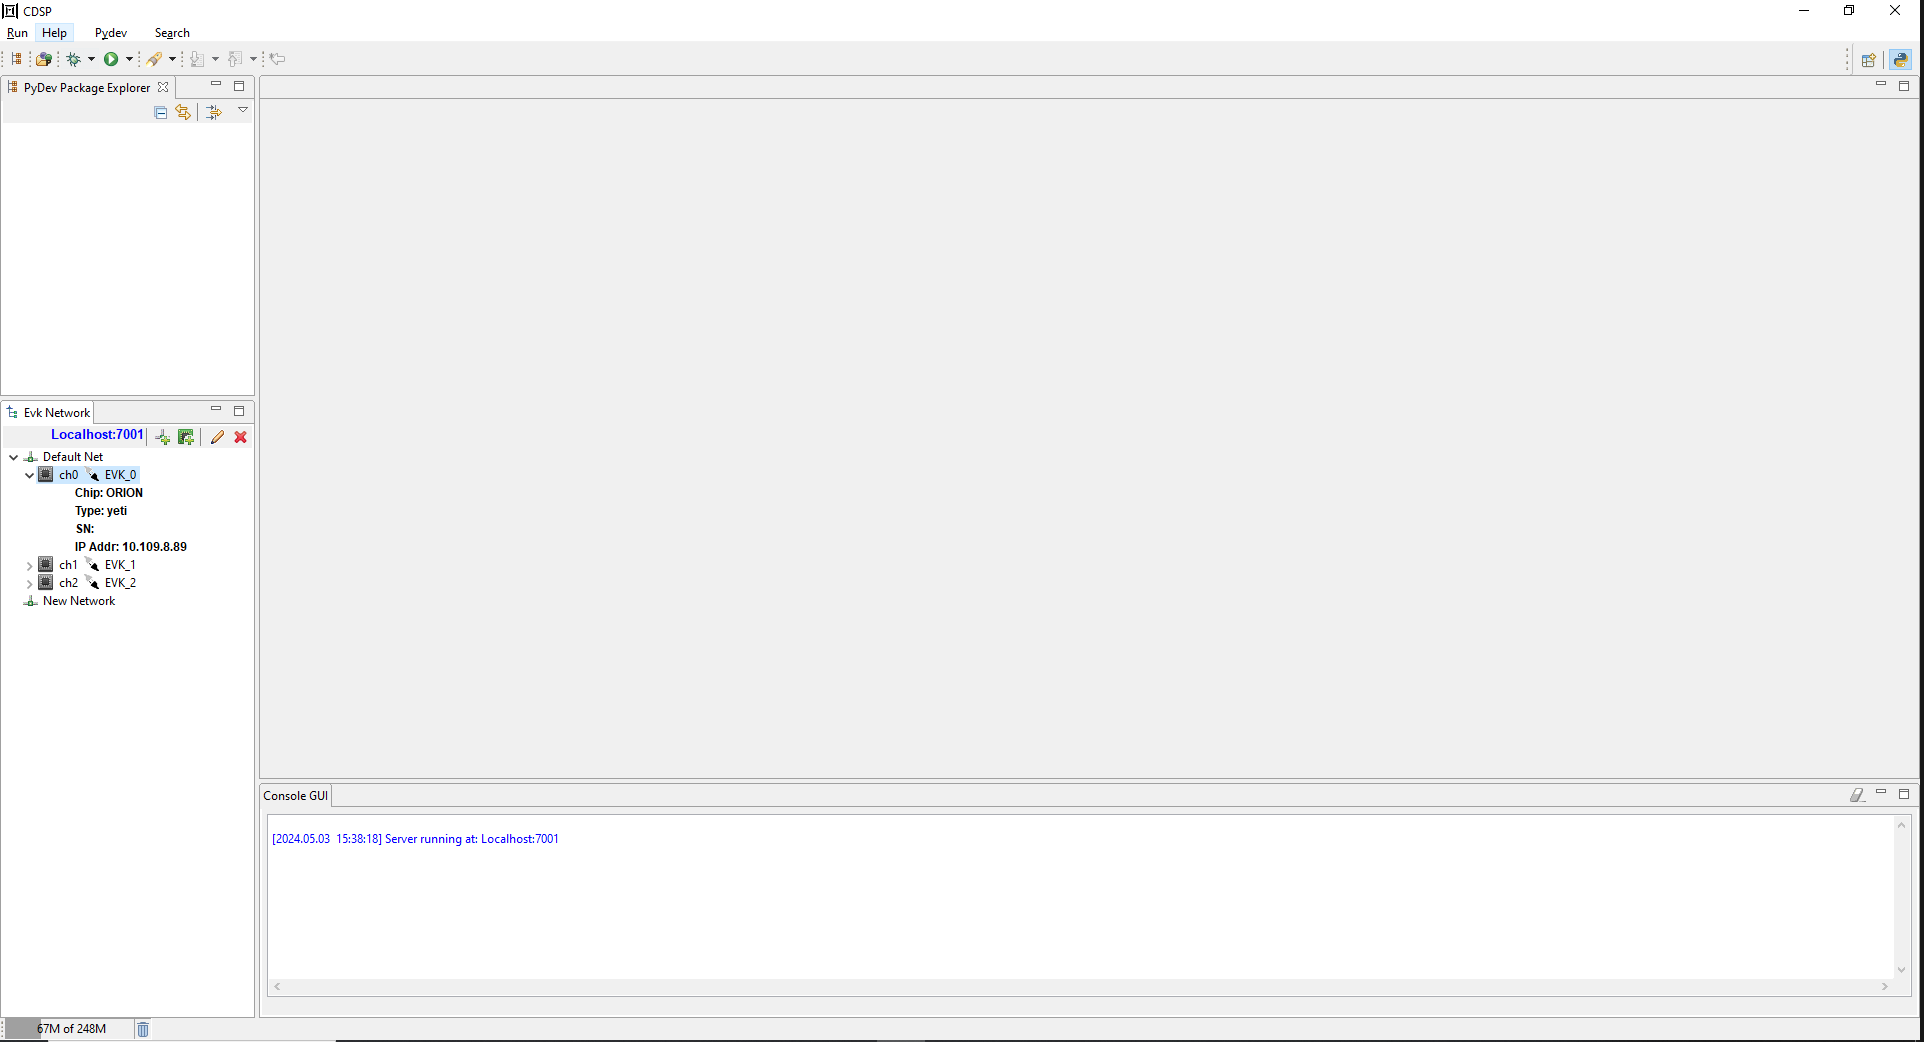 CDSP
Run Help Pydev Search
PyDev Package Explorer
Evk Network
Localhost:7001
Default Net
ch0 EVK_0
Chip: ORION
Type: yeti
SN:
IP Addr: 10.109.8.89
ch1 EVK_1
ch2 EVK_2
New Network
Console GUI
[2024.05.03 15:38:18] Server running at: Localhost:7001
67M of 248M